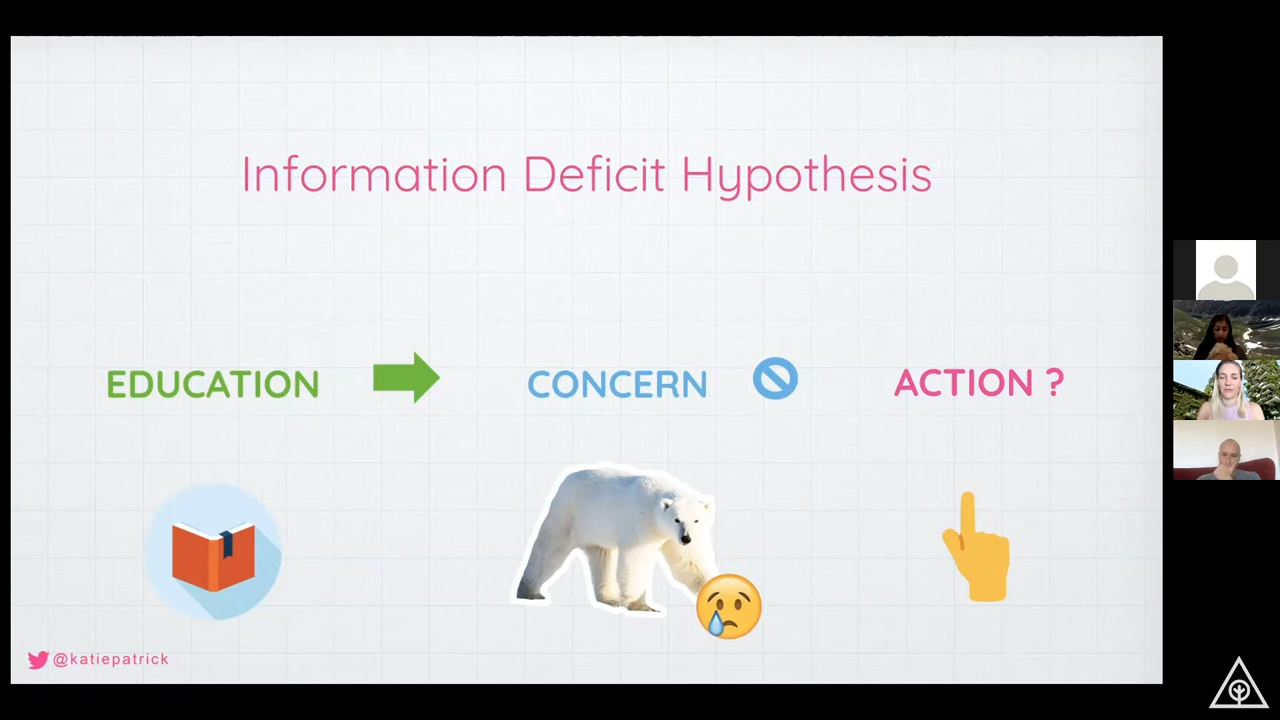 Information Deficit Hypothesis
EDUCATION
CONCERN
ACTION ?
@katiepatrick